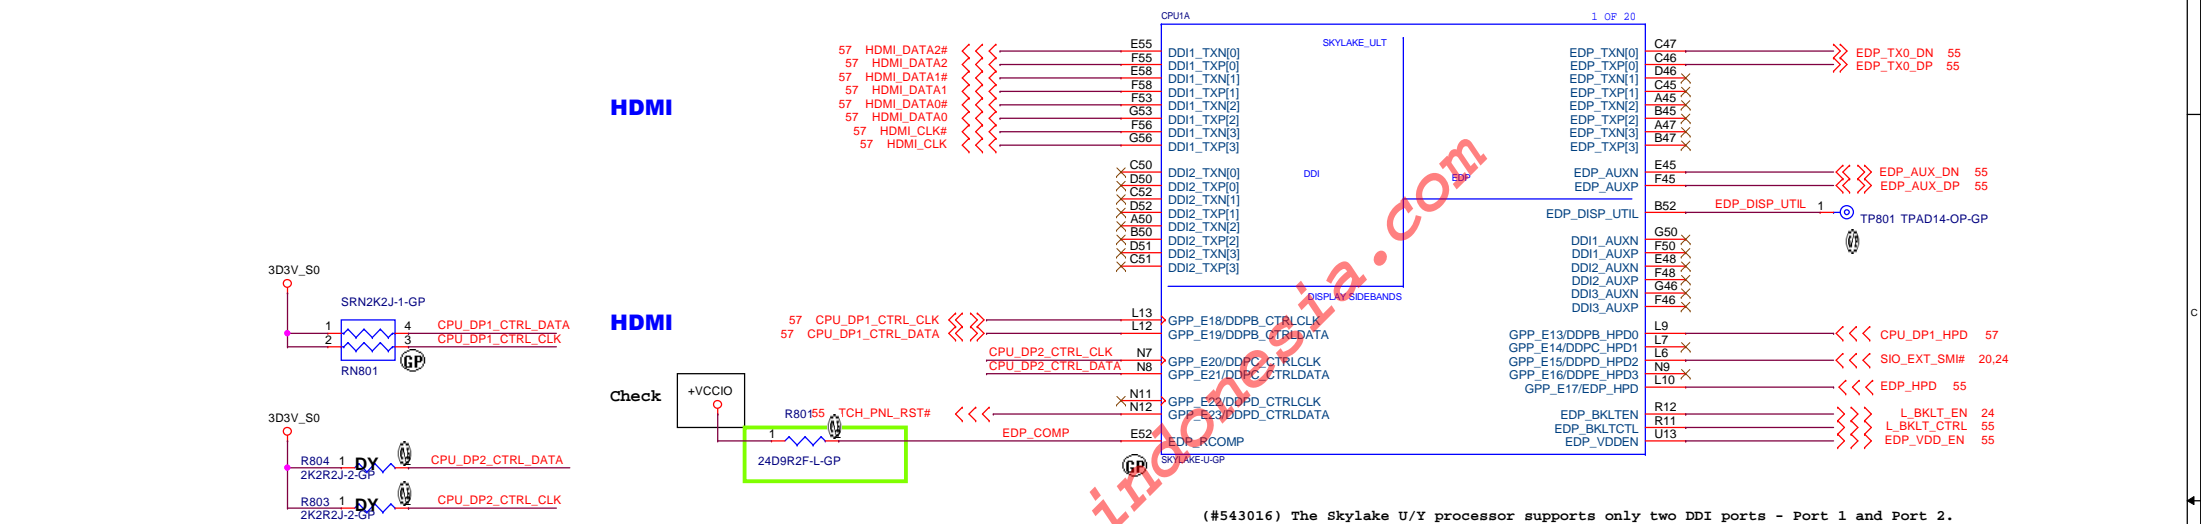 CPU1A
1 OF 20
SKYLAKE_ULT
HDMI
57 HDMI_DATA2#
57 HDMI_DATA2
57 HDMI_DATA1#
57 HDMI_DATA1
57 HDMI_DATA0#
57 HDMI_DATA0
57 HDMI_CLK#
57 HDMI_CLK
E55 DDI1_TXN[0]
F55 DDI1_TXP[0]
E58 DDI1_TXN[1]
F58 DDI1_TXP[1]
F53 DDI1_TXN[2]
G53 DDI1_TXP[2]
F56 DDI1_TXN[3]
G56 DDI1_TXP[3]
C50 DDI2_TXN[0]
D50 DDI2_TXP[0]
C52 DDI2_TXN[1]
D52 DDI2_TXP[1]
A50 DDI2_TXN[2]
B50 DDI2_TXP[2]
D51 DDI2_TXN[3]
C51 DDI2_TXP[3]
DDI
EDP
DISPLAY SIDEBANDS
EDP_TXN[0] C47 EDP_TX0_DN 55
EDP_TXP[0] C46 EDP_TX0_DP 55
EDP_TXN[1] D46
EDP_TXP[1] C45
EDP_TXN[2] A45
EDP_TXP[2] B45
EDP_TXN[3] A47
EDP_TXP[3] B47
EDP_AUXN E45 EDP_AUX_DN 55
EDP_AUXP F45 EDP_AUX_DP 55
EDP_DISP_UTIL B52 EDP_DISP_UTIL 1 TP801 TPAD14-OP-GP
DDI1_AUXN G50
DDI1_AUXP F50
DDI2_AUXN E48
DDI2_AUXP F48
DDI3_AUXN G46
DDI3_AUXP F46
HDMI
57 CPU_DP1_CTRL_CLK L13 GPP_E18/DDPB_CTRLCLK
57 CPU_DP1_CTRL_DATA L12 GPP_E19/DDPB_CTRLDATA
CPU_DP2_CTRL_CLK N7 GPP_E20/DDPC_CTRLCLK
CPU_DP2_CTRL_DATA N8 GPP_E21/DDPC_CTRLDATA
N11 GPP_E22/DDPD_CTRLCLK
55 TCH_PNL_RST# N12 GPP_E23/DDPD_CTRLDATA
EDP_COMP E52 EDP_RCOMP
GPP_E13/DDPB_HPD0 L9 CPU_DP1_HPD 57
GPP_E14/DDPC_HPD1 L7
GPP_E15/DDPD_HPD2 L6 SIO_EXT_SMI# 20,24
GPP_E16/DDPE_HPD3 N9
GPP_E17/EDP_HPD L10 EDP_HPD 55
EDP_BKLTEN R12 L_BKLT_EN 24
EDP_BKLTCTL R11 L_BKLT_CTRL 55
EDP_VDDEN U13 EDP_VDD_EN 55
SKYLAKE-U-GP
GP
3D3V_S0
SRN2K2J-1-GP
1 4 CPU_DP1_CTRL_DATA
2 3 CPU_DP1_CTRL_CLK
GP
RN801
Check
+VCCIO
R801
1 2
24D9R2F-L-GP
3D3V_S0
R804 1 DY 2 CPU_DP2_CTRL_DATA
2K2R2J-2-GP
R803 1 DY 2 CPU_DP2_CTRL_CLK
2K2R2J-2-GP
C
indonesia.com
(#543016) The Skylake U/Y processor supports only two DDI ports - Port 1 and Port 2.